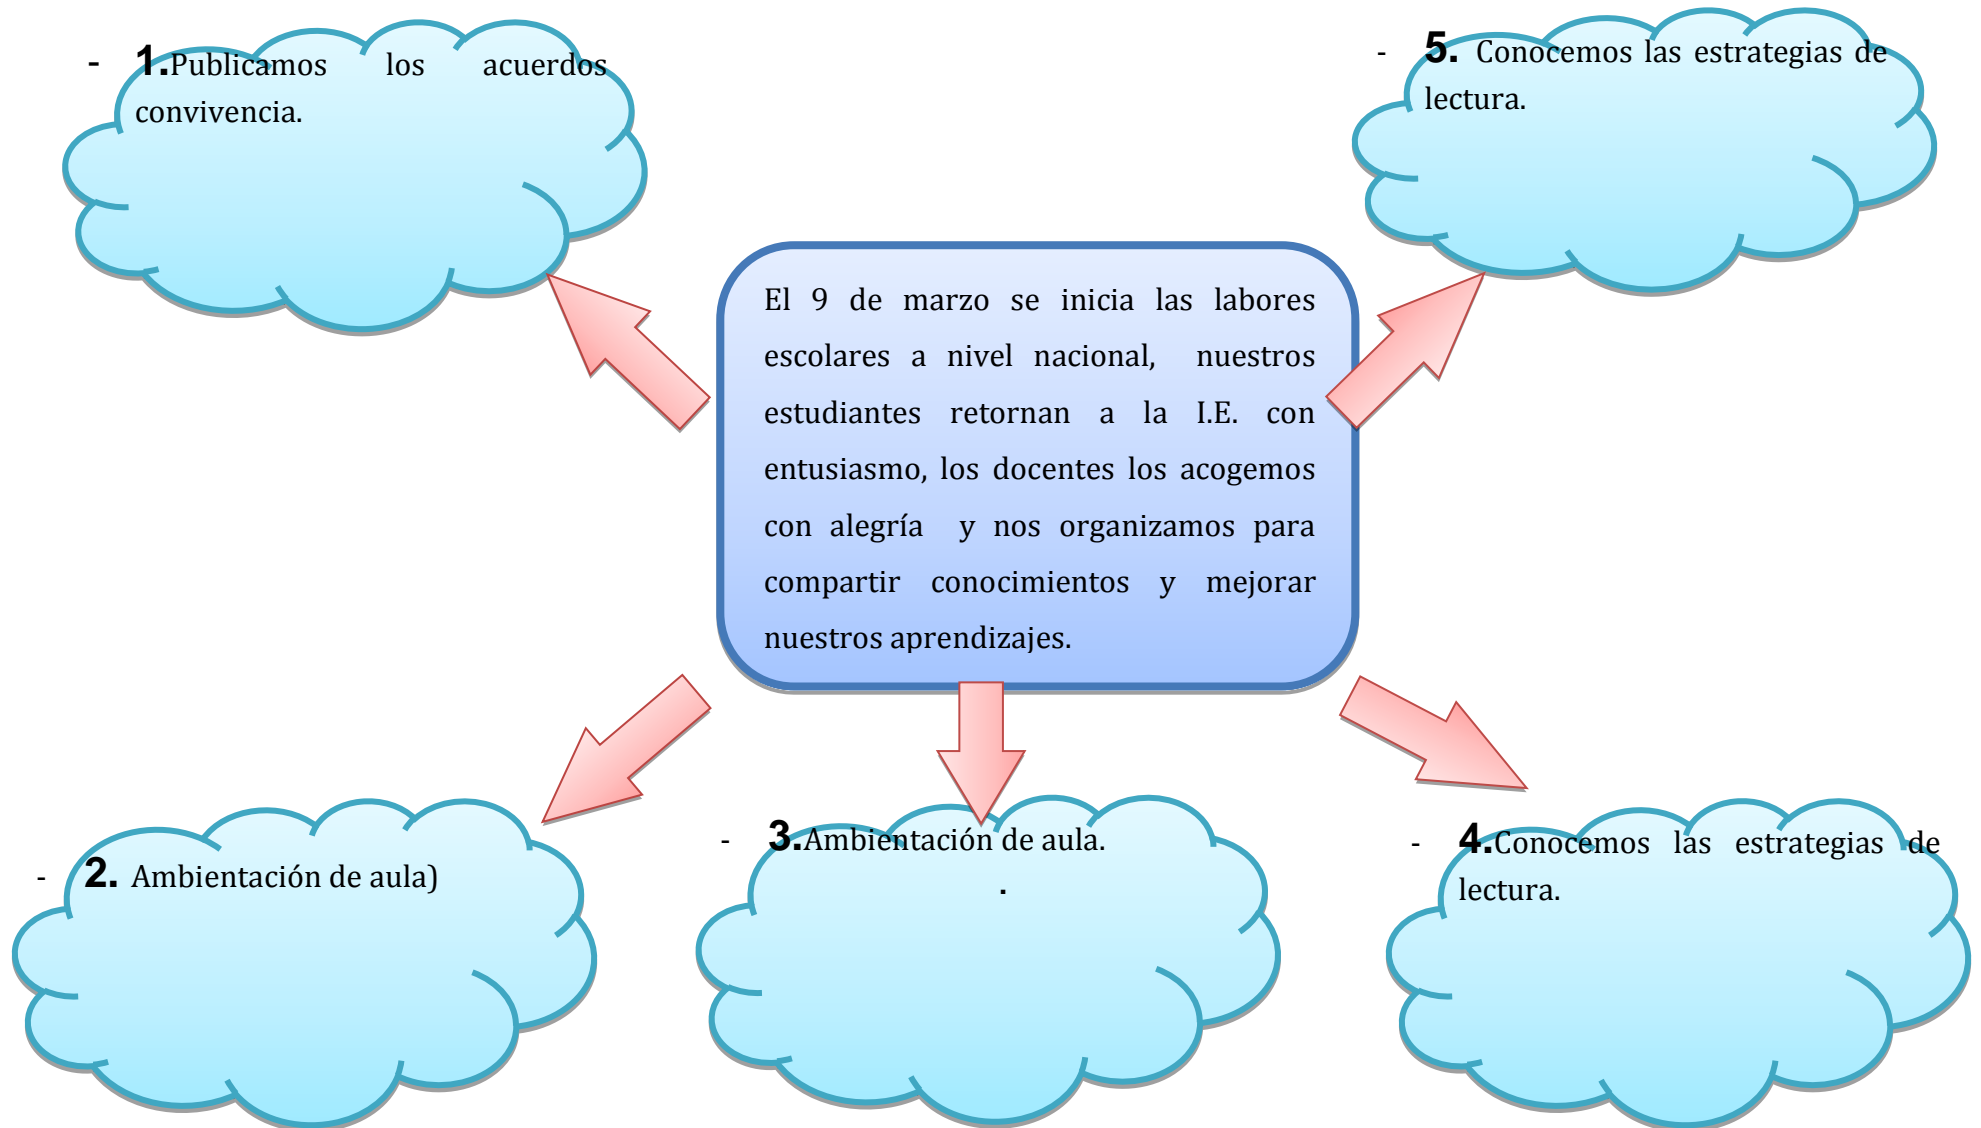 - 1.Publicamos los acuerdos
convivencia.
- 5. Conocemos las estrategias de
lectura.
El 9 de marzo se inicia las labores
escolares a nivel nacional, nuestros
estudiantes retornan a la I.E. con
entusiasmo, los docentes los acogemos
con alegría y nos organizamos para
compartir conocimientos y mejorar
nuestros aprendizajes.
- 2. Ambientación de aula)
- 3.Ambientación de aula.
.
- 4.Conocemos las estrategias de
lectura.